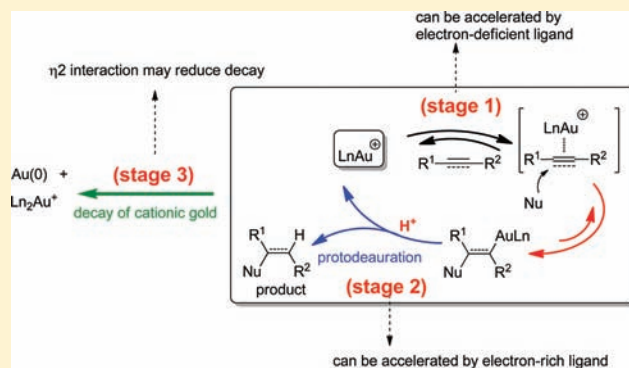 can be accelerated by
electron-deficient ligand
η2 interaction may reduce decay
(stage 1)
⊕
LnAu
R¹ R²
Nu
⊕
LnAu
R¹ R²
(stage 3)
Au(0) +
Ln₂Au⁺
decay of cationic gold
H⁺
protodeauration
(stage 2)
R¹ H
Nu R²
product
R¹ AuLn
Nu R²
can be accelerated by electron-rich ligand